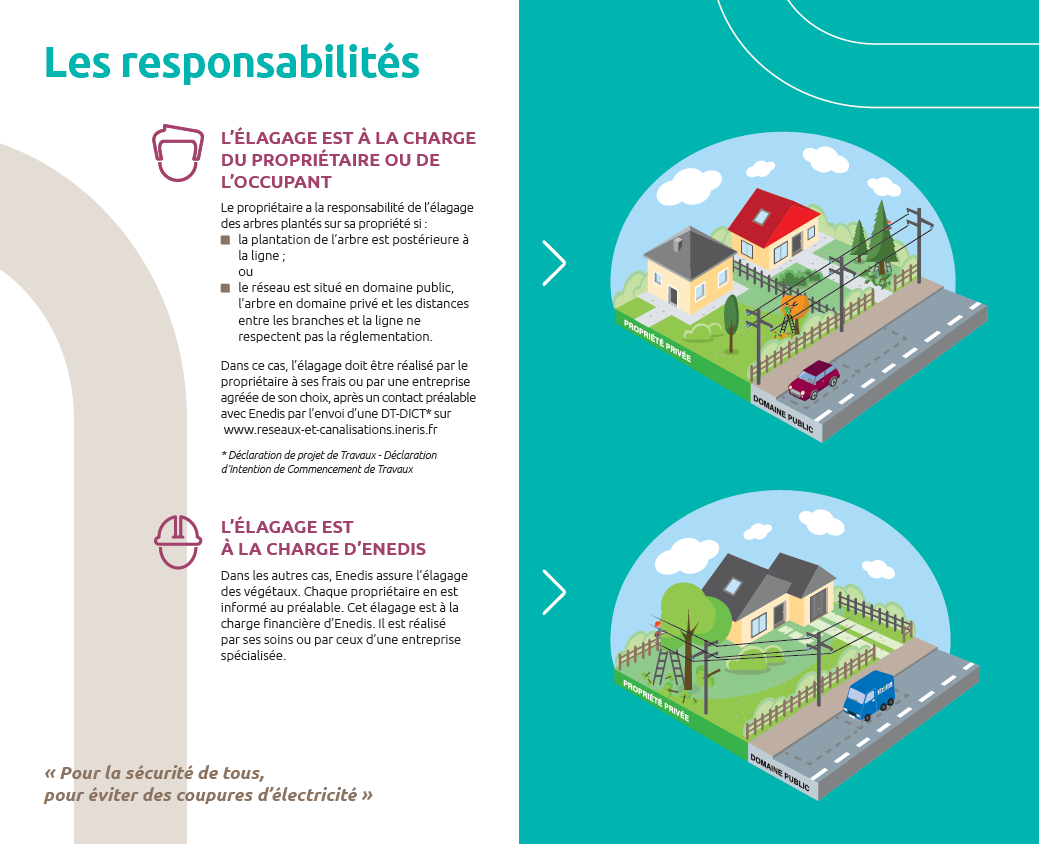 Les responsabilités
L’ÉLAGAGE EST À LA CHARGE
DU PROPRIÉTAIRE OU DE
L’OCCUPANT
Le propriétaire a la responsabilité de l’élagage
des arbres plantés sur sa propriété si :
la plantation de l’arbre est postérieure à
la ligne ;
ou
le réseau est situé en domaine public,
l’arbre en domaine privé et les distances
entre les branches et la ligne ne
respectent pas la réglementation.
Dans ce cas, l’élagage doit être réalisé par le
propriétaire à ses frais ou par une entreprise
agréée de son choix, après un contact préalable
avec Enedis par l’envoi d’une DT-DICT* sur
www.reseaux-et-canalisations.ineris.fr
* Déclaration de projet de Travaux - Déclaration
d’Intention de Commencement de Travaux
L’ÉLAGAGE EST
À LA CHARGE D’ENEDIS
Dans les autres cas, Enedis assure l’élagage
des végétaux. Chaque propriétaire en est
informé au préalable. Cet élagage est à la
charge financière d’Enedis. Il est réalisé
par ses soins ou par ceux d’une entreprise
spécialisée.
« Pour la sécurité de tous,
pour éviter des coupures d’électricité »
PROPRIÉTÉ PRIVÉE
DOMAINE PUBLIC
PROPRIÉTÉ PRIVÉE
DOMAINE PUBLIC